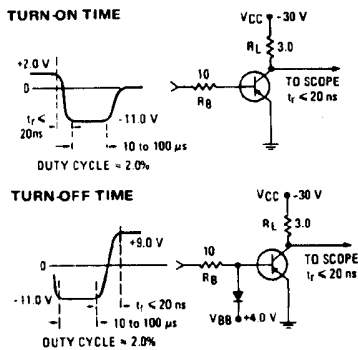 TURN-ON TIME
VCC -30 V
RL 3.0
+2.0 V
0
10
RB
TO SCOPE
tr ≤ 20 ns
tr ≤
20ns
-11.0 V
10 to 100 μs
DUTY CYCLE ≈ 2.0%
TURN-OFF TIME
VCC -30 V
RL 3.0
+9.0 V
0
10
RB
TO SCOPE
tr ≤ 20 ns
-11.0 V
tr ≤ 20 ns
10 to 100μs
VBB +4.0 V
DUTY CYCLE ≈ 2.0%